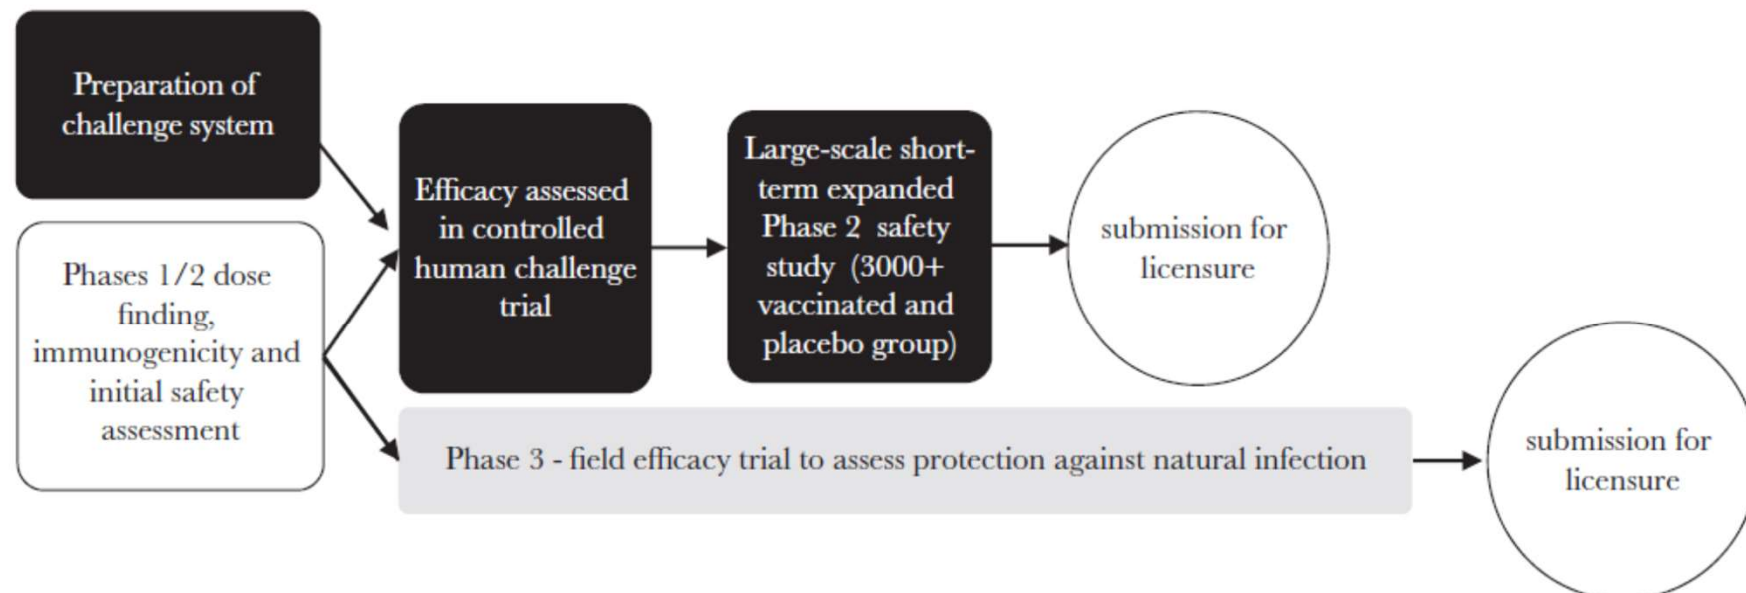 Preparation of
challenge system
Phases 1/2 dose
finding,
immunogenicity and
initial safety
assessment
Efficacy assessed
in controlled
human challenge
trial
Large-scale short-
term expanded
Phase 2 safety
study (3000+
vaccinated and
placebo group)
submission for
licensure
Phase 3 - field efficacy trial to assess protection against natural infection
submission for
licensure